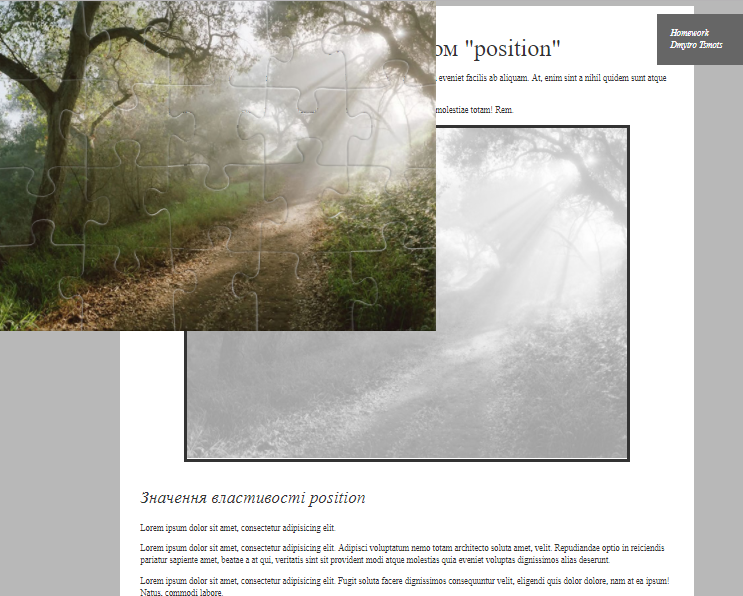 ом "position"
Homework
Dmytro Tsmots
, eveniet facilis ab aliquam. At, enim sint a nihil quidem sunt atque
molestiae totam! Rem.
Значення властивості position
Lorem ipsum dolor sit amet, consectetur adipisicing elit.
Lorem ipsum dolor sit amet, consectetur adipisicing elit. Adipisci voluptatum nemo totam architecto soluta amet, velit. Repudiandae optio in reiciendis
pariatur sapiente amet, beatae a at qui, veritatis sint sit provident modi atque molestias quia eveniet voluptas dignissimos alias deserunt.
Lorem ipsum dolor sit amet, consectetur adipisicing elit. Fugit soluta facere dignissimos consequuntur velit, eligendi quis dolor dolore, nam at ea ipsum!
Natus, commodi labore.